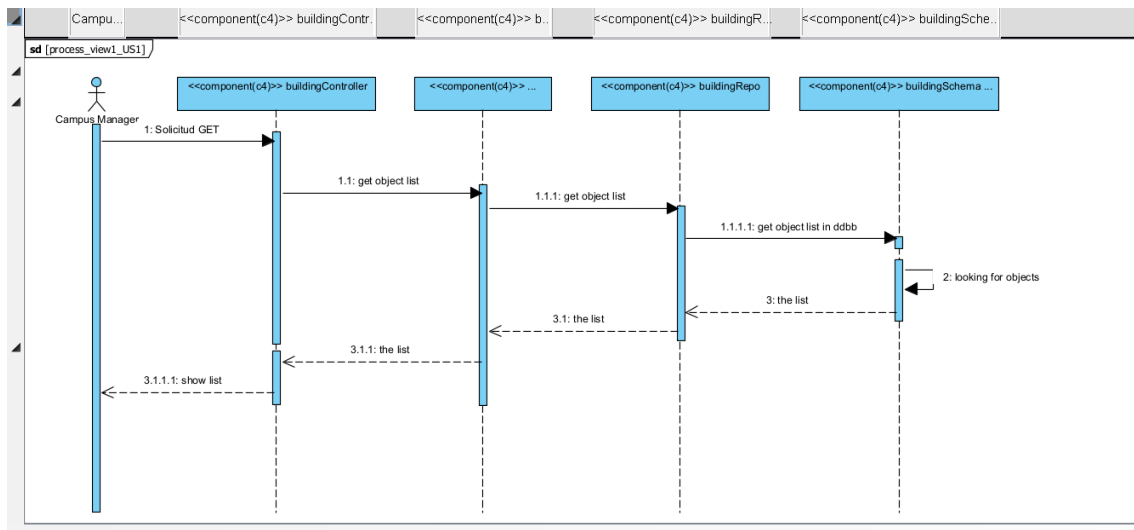 Campu...
<<component(c4)>> buildingContr.
<<component(c4)>> b..
<<component(c4)>> buildingR...
<<component(c4)>> buildingSche..
sd [process_view1_US1]
<<component(c4)>> buildingController
<<component(c4)>> ...
<<component(c4)>> buildingRepo
<<component(c4)>> buildingSchema ...
Campus Manager
1: Solicitud GET
1.1: get object list
1.1.1: get object list
1.1.1.1: get object list in ddbb
2: looking for objects
3: the list
3.1: the list
3.1.1: the list
3.1.1.1: show list